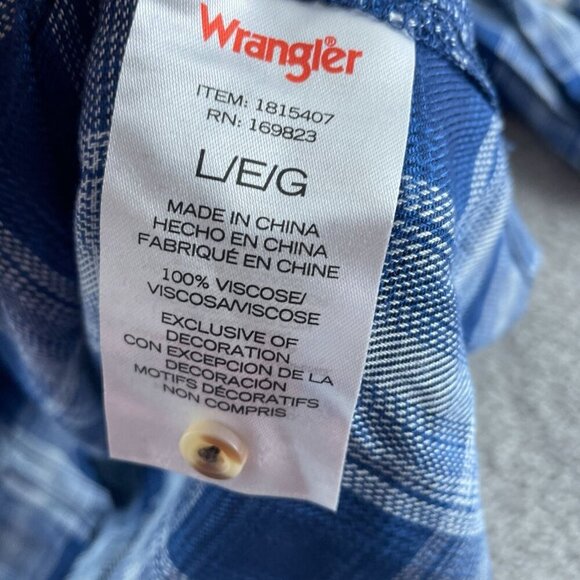 Wrangler®
ITEM: 1815407
RN: 169823
L/E/G
MADE IN CHINA
HECHO EN CHINA
FABRIQUÉ EN CHINE
100% VISCOSE/
VISCOSA/VISCOSE
EXCLUSIVE OF
DECORATION
CON EXCEPCION DE LA
DECORACIÓN
MOTIFS DÉCORATIFS
NON COMPRIS